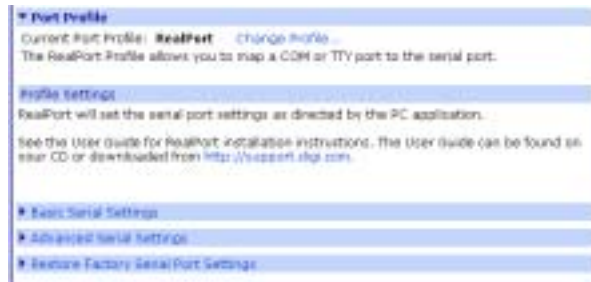 Port Profile
Current Port Profile: RealPort Change Profile...
The RealPort Profile allows you to map a COM or TTY port to the serial port.
Profile Settings
RealPort will set the serial port settings as directed by the PC application.
See the User Guide for RealPort installation instructions. The User Guide can be found on
your CD or downloaded from http://support.digi.com.
Basic Serial Settings
Advanced Serial Settings
Restore Factory Serial Port Settings